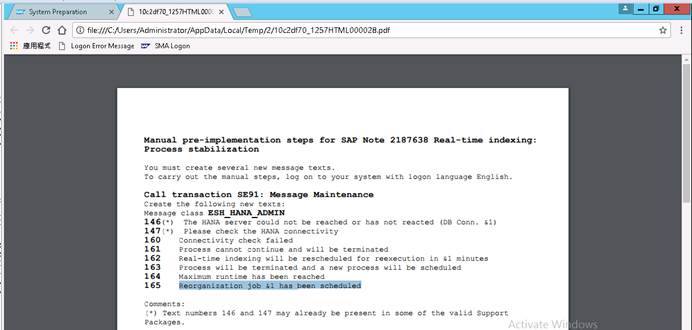 System Preparation
10c2df70_1257HTML000
file:///C:/Users/Administrator/AppData/Local/Temp/2/10c2df70_1257HTML000028.pdf
應用程式 Logon Error Message SMA Logon
Manual pre-implementation steps for SAP Note 2187638 Real-time indexing:
Process stabilization
You must create several new message texts.
To carry out the manual steps, log on to your system with logon language English.
Call transaction SE91: Message Maintenance
Create the following new texts:
Message class ESH_HANA_ADMIN
146(*) The HANA server could not be reached or has not reacted (DB Conn. &1)
147(*) Please check the HANA connectivity
160 Connectivity check failed
161 Process cannot continue and will be terminated
162 Real-time indexing will be rescheduled for reexecution in &1 minutes
163 Process will be terminated and a new process will be scheduled
164 Maximum runtime has been reached
165 Reorganization job &1 has been scheduled
Comments:
(*) Text numbers 146 and 147 may already be present in some of the valid Support
Packages.
Activate Windows